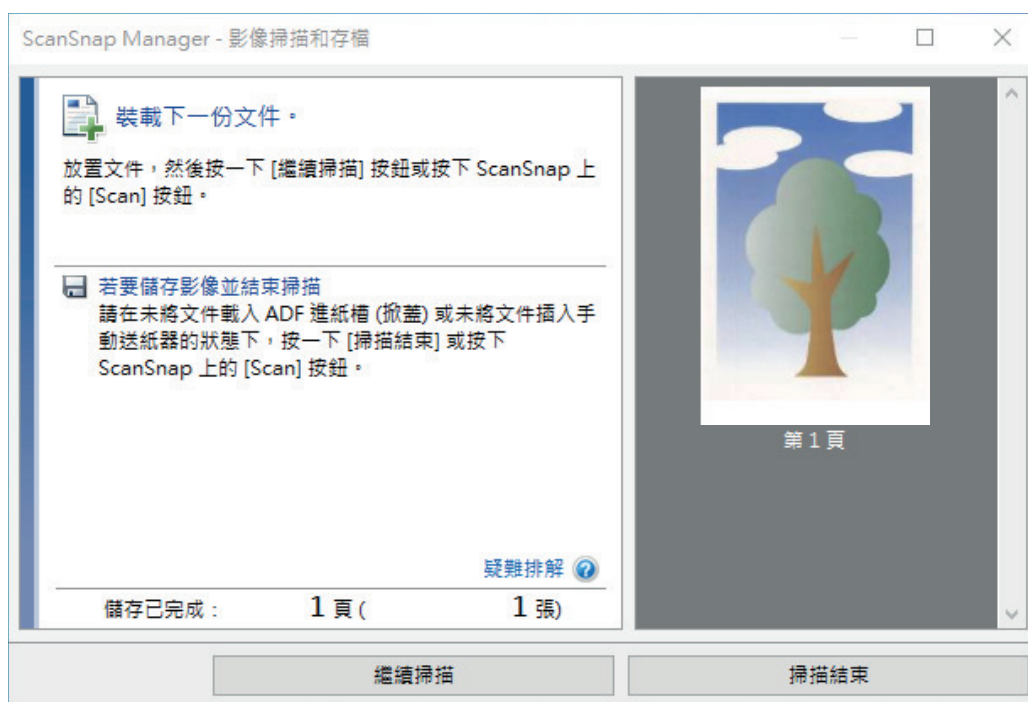 ScanSnap Manager - 影像掃描和存檔
裝載下一份文件。
放置文件，然後按一下 [繼續掃描] 按鈕或按下 ScanSnap 上
的 [Scan] 按鈕。
若要儲存影像並結束掃描
請在未將文件載入 ADF 進紙槽 (掀蓋) 或未將文件插入手
動送紙器的狀態下，按一下 [掃描結束] 或按下
ScanSnap 上的 [Scan] 按鈕。
疑難排解
儲存已完成： 1 頁 ( 1 張)
第 1 頁
繼續掃描
掃描結束